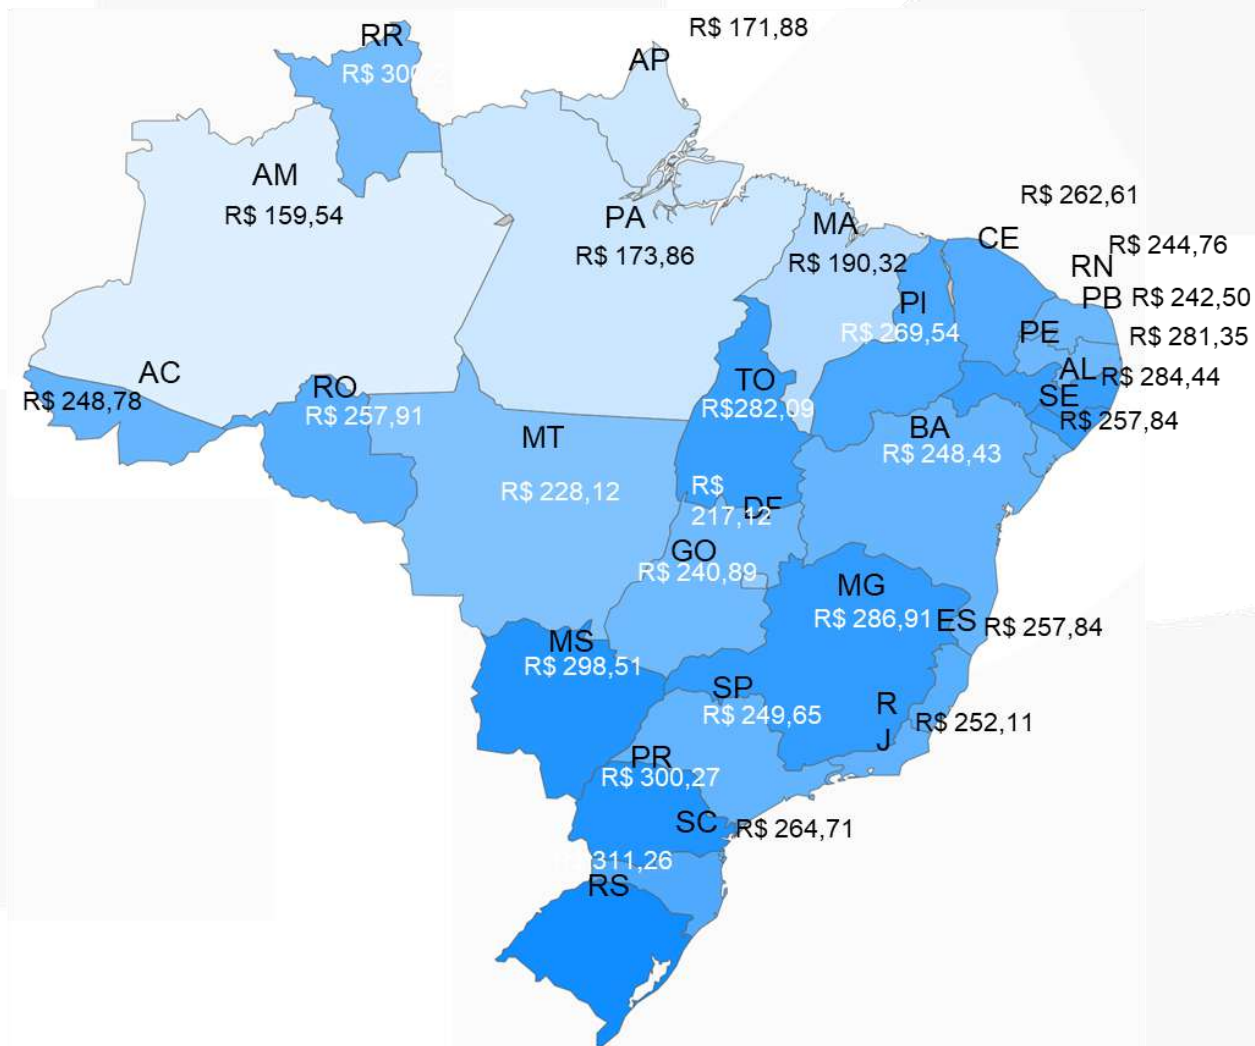 R$ 171,88
RR
AP
R$ 300,2
AM
R$ 159,54
R$ 262,61
PA
MA
CE
R$ 244,76
R$ 173,86
R$ 190,32
RN
PI
PB R$ 242,50
R$ 269,54
PE
R$ 281,35
AC
RO
TO
AL
R$ 284,44
R$ 248,78
R$ 257,91
R$282,09
SE
R$ 257,84
MT
BA
R$ 248,43
R$ 228,12
R$
217,12
DF
GO
R$ 240,89
MG
R$ 286,91
ES
R$ 257,84
MS
R$ 298,51
SP
R$ 249,65
R
J
R$ 252,11
PR
R$ 300,27
SC
R$ 264,71
311,26
RS